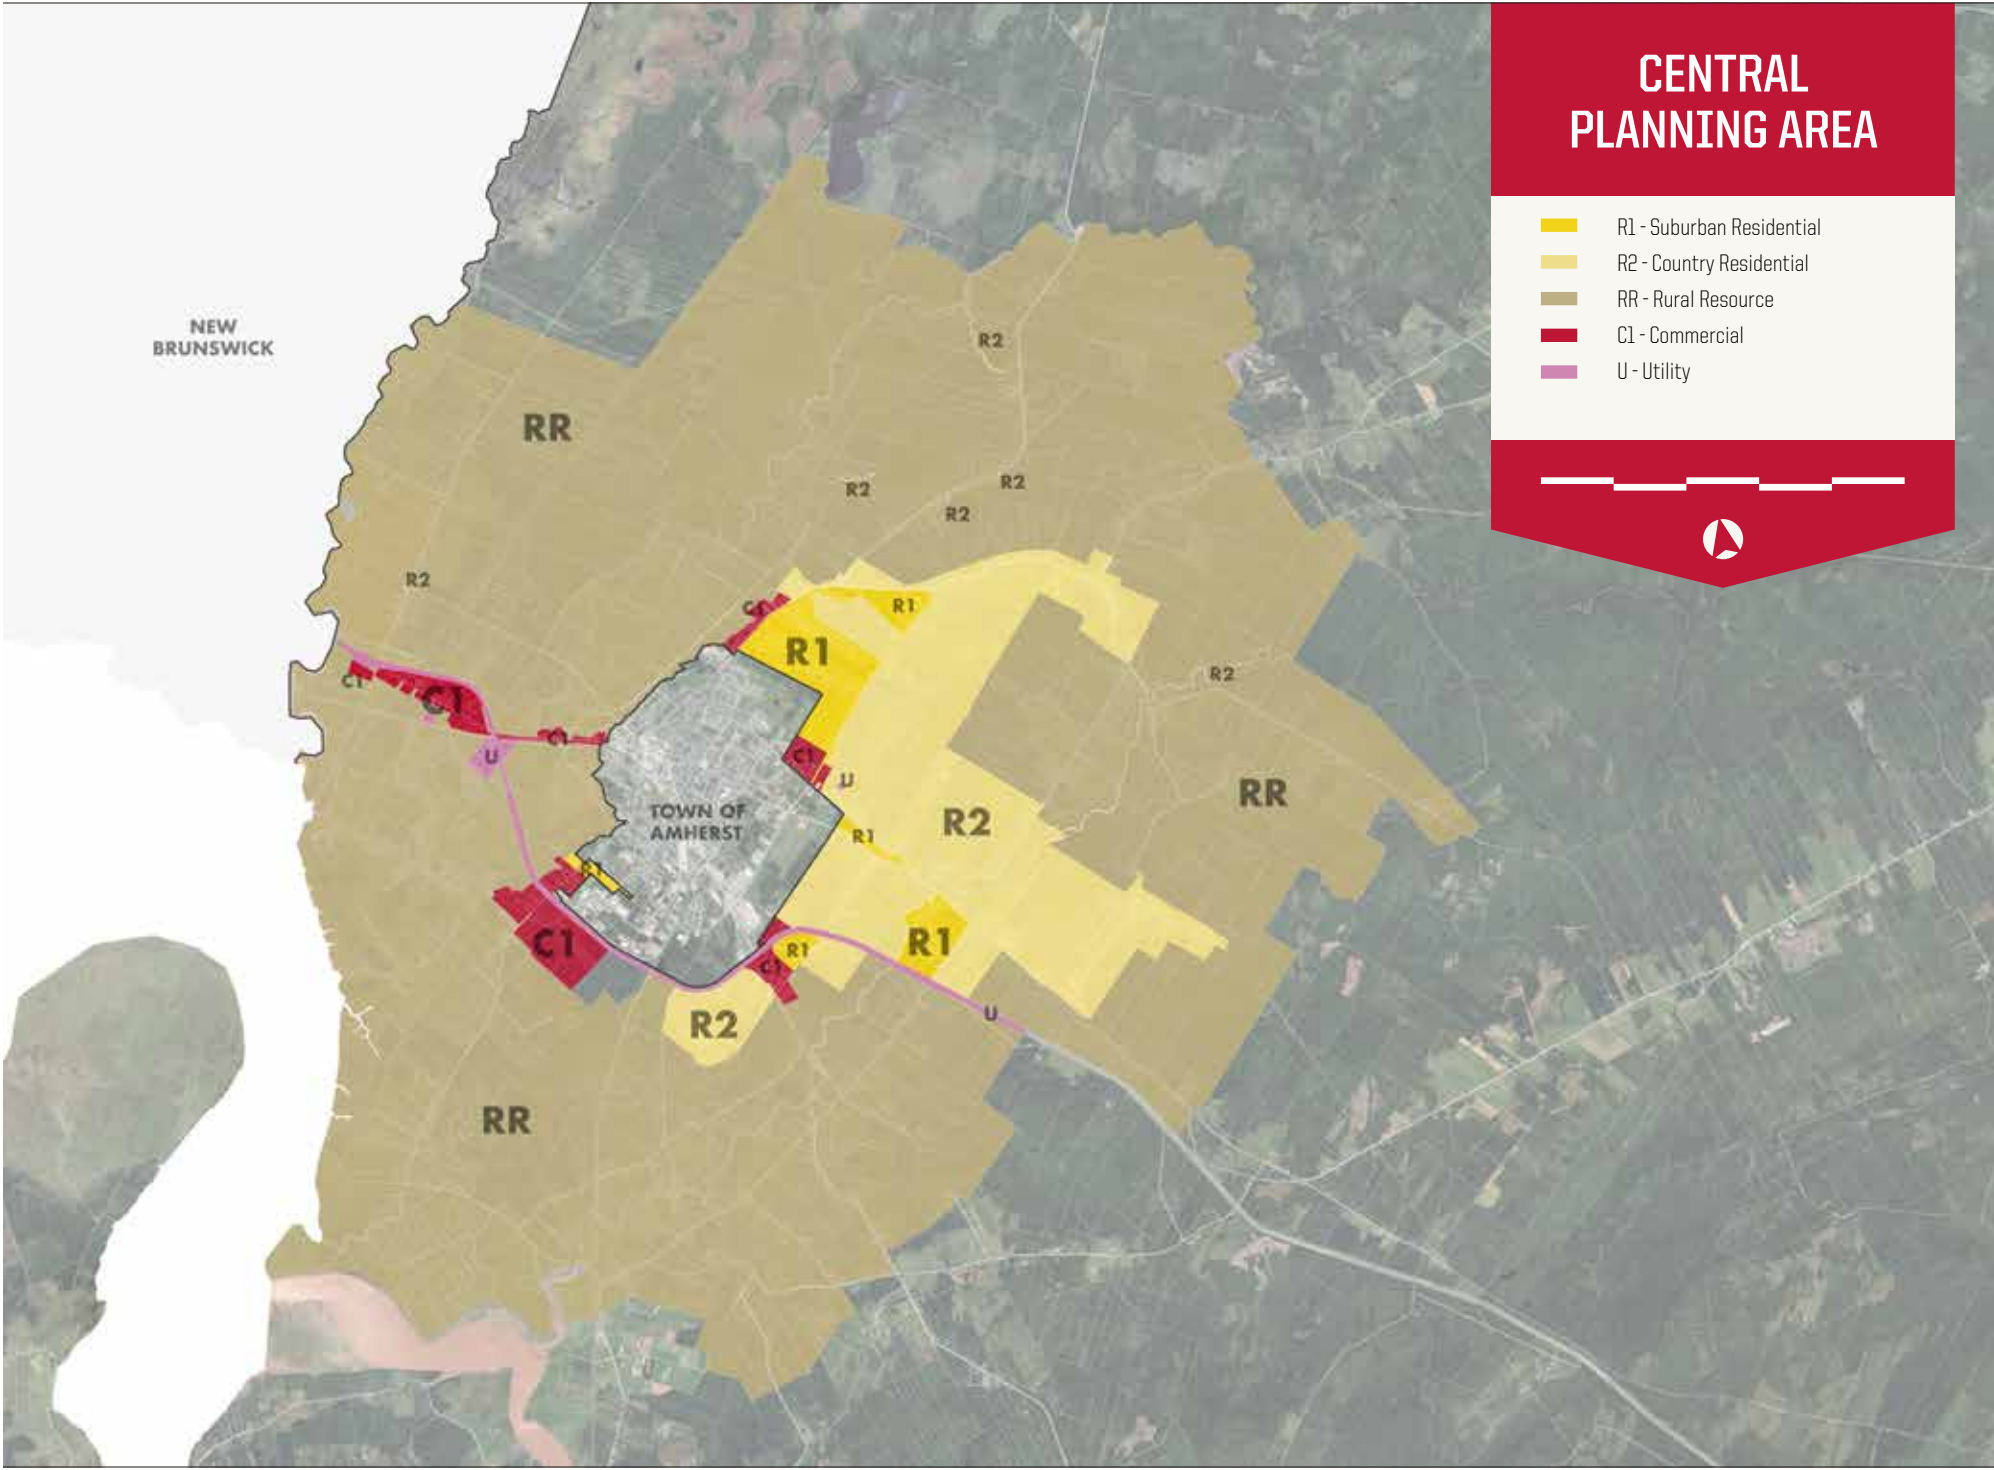 CENTRAL
PLANNING AREA
R1 - Suburban Residential
R2 - Country Residential
RR - Rural Resource
C1 - Commercial
U - Utility
NEW
BRUNSWICK
R2
RR
R2
R2
R2
R2
C1
R1
R1
R2
C1
C1
C1
U
C1
U
TOWN OF
AMHERST
R1
R2
RR
R1
C1
R1
C1
R1
R2
U
RR